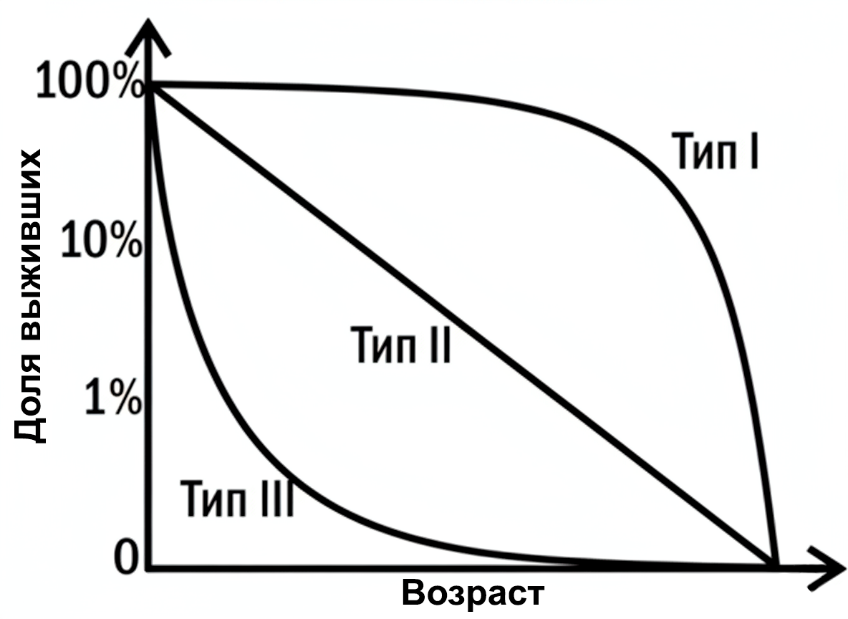 100%
10%
1%
0
Доля выживших
Тип I
Тип II
Тип III
Возраст